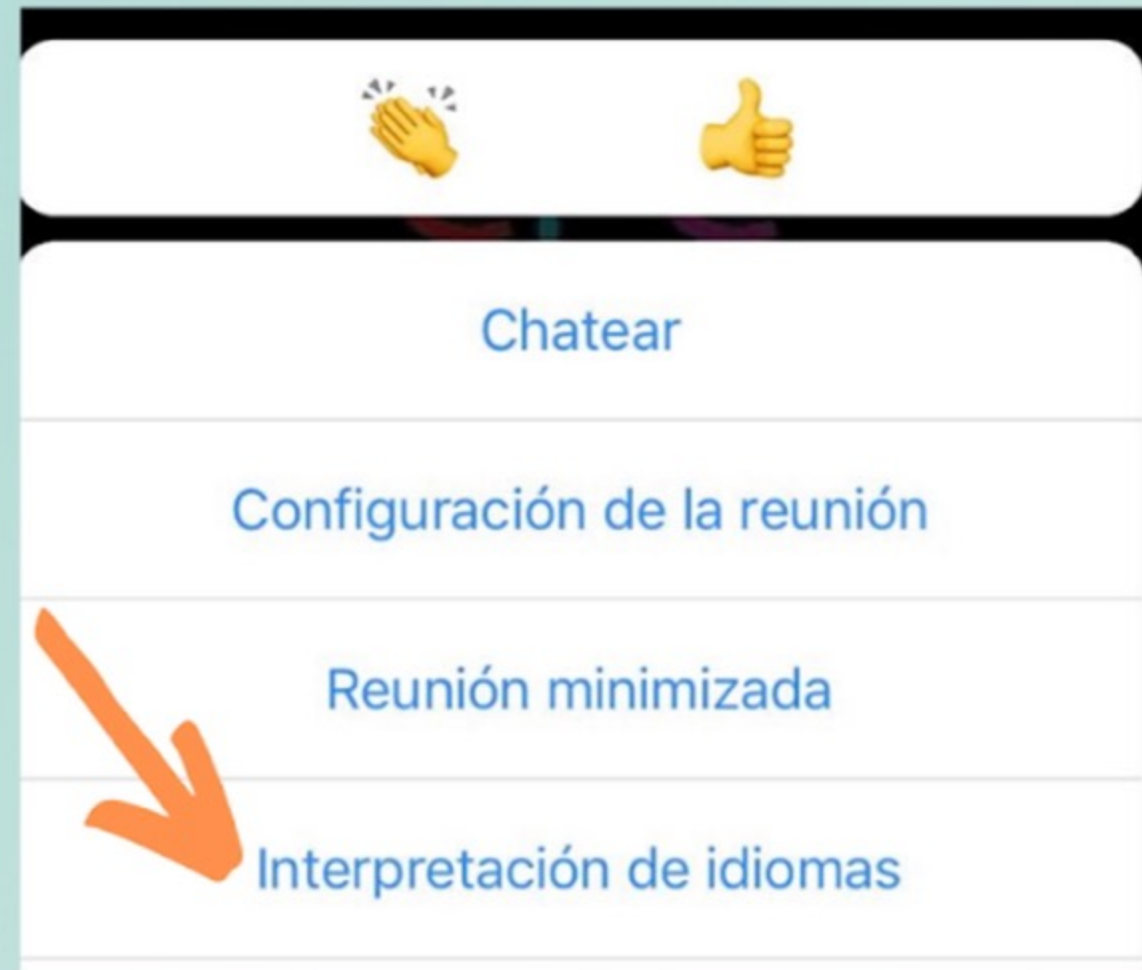 Chatear
Configuración de la reunión
Reunión minimizada
Interpretación de idiomas